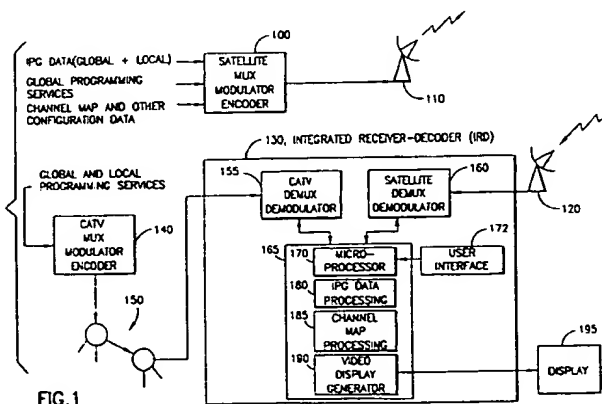 100
IPG DATA(GLOBAL + LOCAL)
GLOBAL PROGRAMMING
SERVICES
CHANNEL MAP AND OTHER
CONFIGURATION DATA
SATELLITE
MUX
MODULATOR
ENCODER
110
130, INTEGRATED RECEIVER-DECODER (IRD)
GLOBAL AND LOCAL
PROGRAMMING SERVICES
155
CATV
DEMUX
DEMODULATOR
SATELLITE
DEMUX
DEMODULATOR
160
120
CATV
MUX
MODULATOR
ENCODER
140
165
170
MICRO-
PROCESSOR
172
USER
INTERFACE
180
IPG DATA
PROCESSING
150
185
CHANNEL
MAP
PROCESSING
190
VIDEO
DISPLAY
GENERATOR
195
DISPLAY
FIG.1